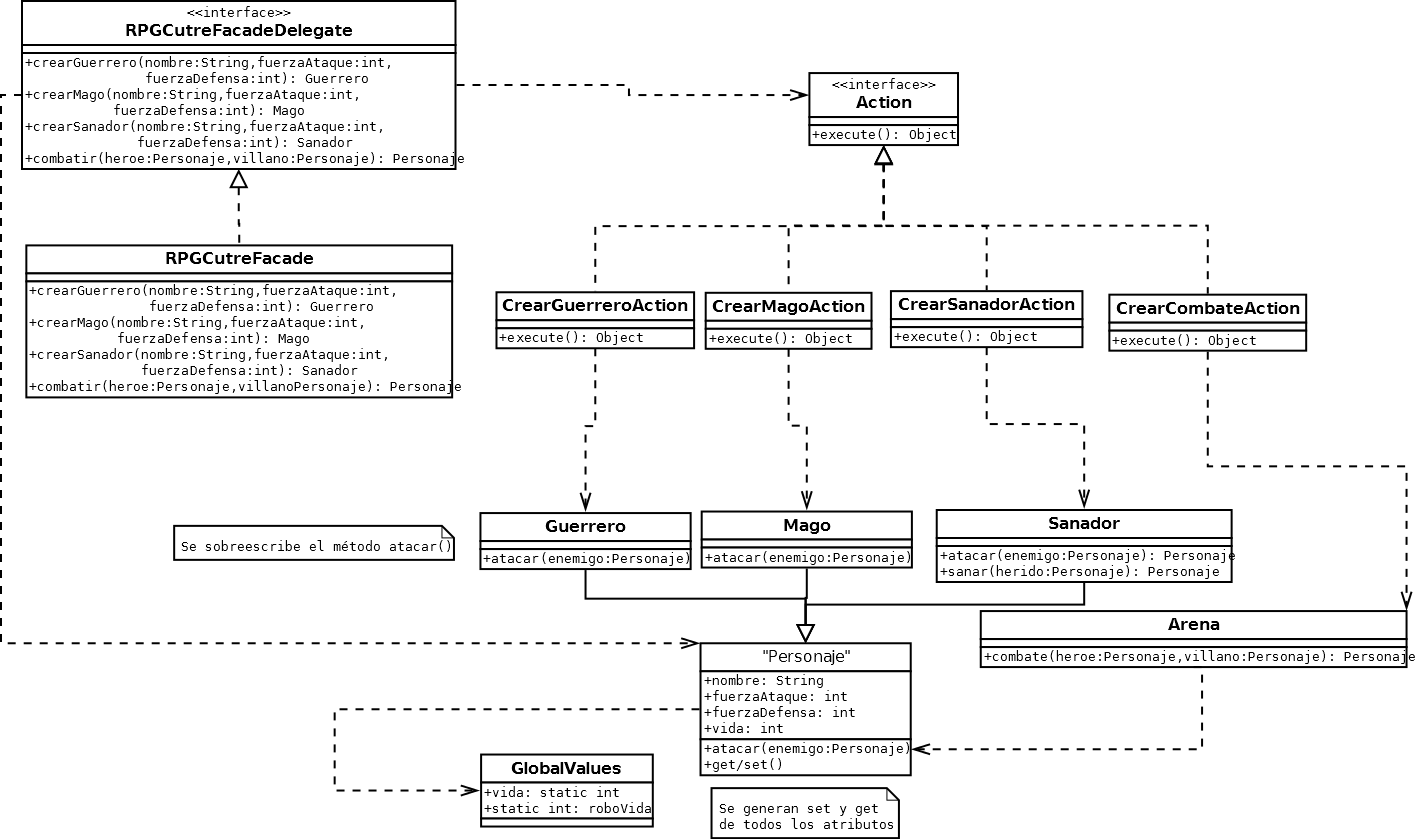 <<interface>>
RPGCutreFacadeDelegate
+crearGuerrero(nombre:String,fuerzaAtaque:int,
fuerzaDefensa:int): Guerrero
+crearMago(nombre:String,fuerzaAtaque:int,
fuerzaDefensa:int): Mago
+crearSanador(nombre:String,fuerzaAtaque:int,
fuerzaDefensa:int): Sanador
+combatir(heroe:Personaje,villano:Personaje): Personaje
<<interface>>
Action
+execute(): Object
RPGCutreFacade
+crearGuerrero(nombre:String,fuerzaAtaque:int,
fuerzaDefensa:int): Guerrero
+crearMago(nombre:String,fuerzaAtaque:int,
fuerzaDefensa:int): Mago
+crearSanador(nombre:String,fuerzaAtaque:int,
fuerzaDefensa:int): Sanador
+combatir(heroe:Personaje,villanoPersonaje): Personaje
CrearGuerreroAction
+execute(): Object
CrearMagoAction
+execute(): Object
CrearSanadorAction
+execute(): Object
CrearCombateAction
+execute(): Object
Se sobreescribe el método atacar()
Guerrero
+atacar(enemigo:Personaje)
Mago
+atacar(enemigo:Personaje)
Sanador
+atacar(enemigo:Personaje): Personaje
+sanar(herido:Personaje): Personaje
Arena
+combate(heroe:Personaje,villano:Personaje): Personaje
"Personaje"
+nombre: String
+fuerzaAtaque: int
+fuerzaDefensa: int
+vida: int
+atacar(enemigo:Personaje)
+get/set()
GlobalValues
+vida: static int
+static int: roboVida
Se generan set y get
de todos los atributos